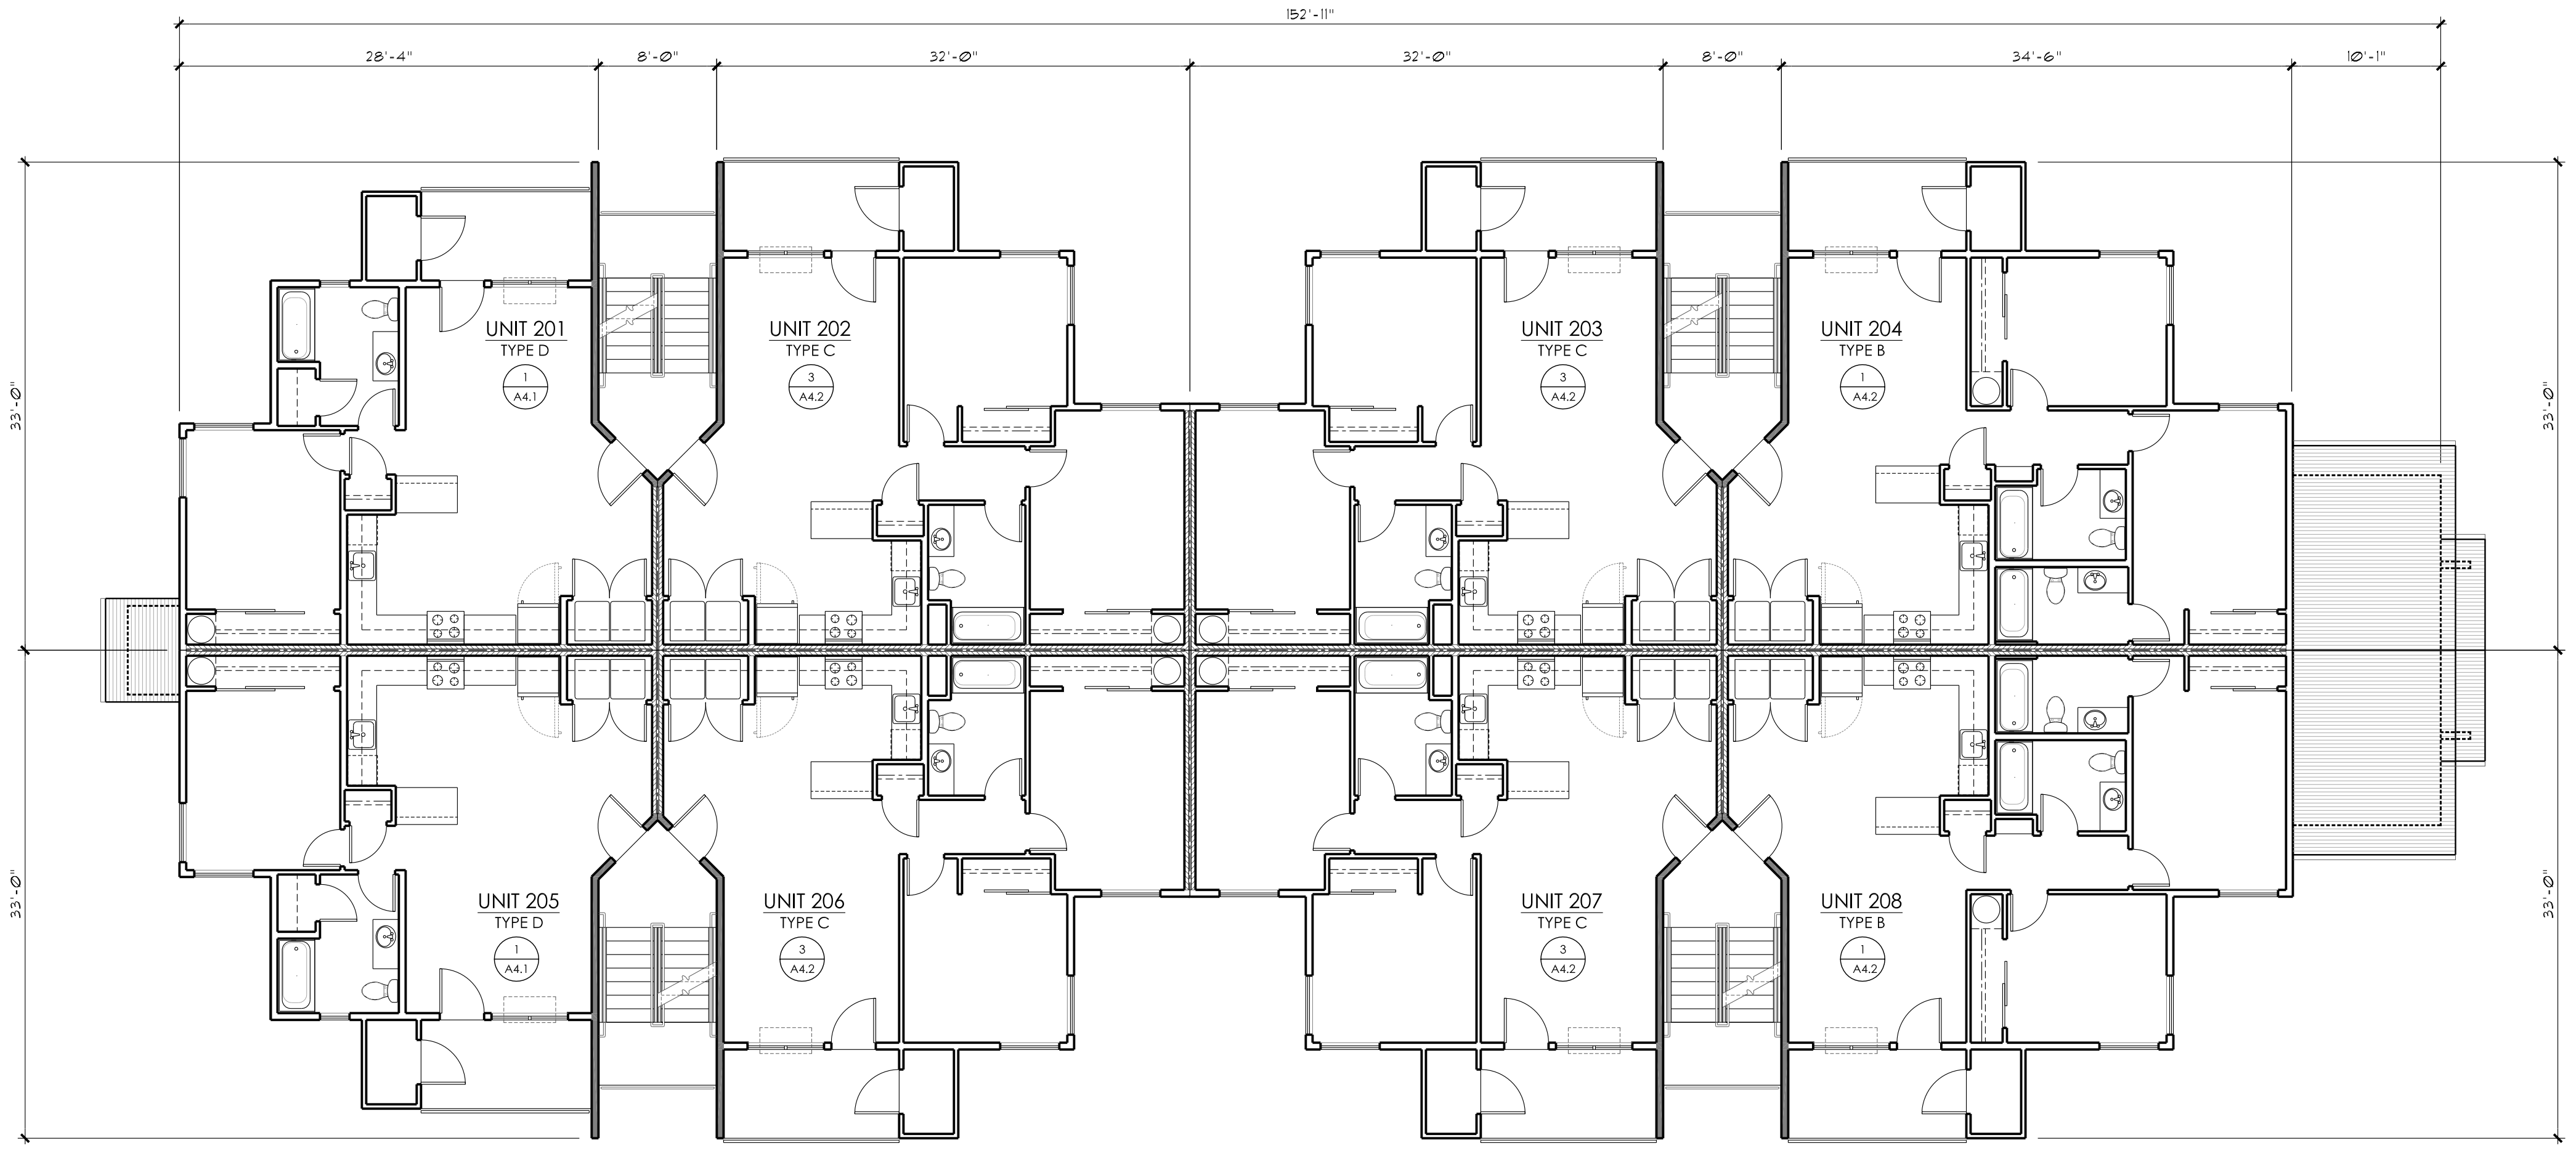 152'-11"
28'-4"
8'-0"
32'-0"
32'-0"
8'-0"
34'-6"
10'-1"
33'-0"
33'-0"
UNIT 201
TYPE D
1
A4.1
UNIT 202
TYPE C
3
A4.2
UNIT 203
TYPE C
3
A4.2
UNIT 204
TYPE B
1
A4.2
33'-0"
33'-0"
UNIT 205
TYPE D
1
A4.1
UNIT 206
TYPE C
3
A4.2
UNIT 207
TYPE C
3
A4.2
UNIT 208
TYPE B
1
A4.2